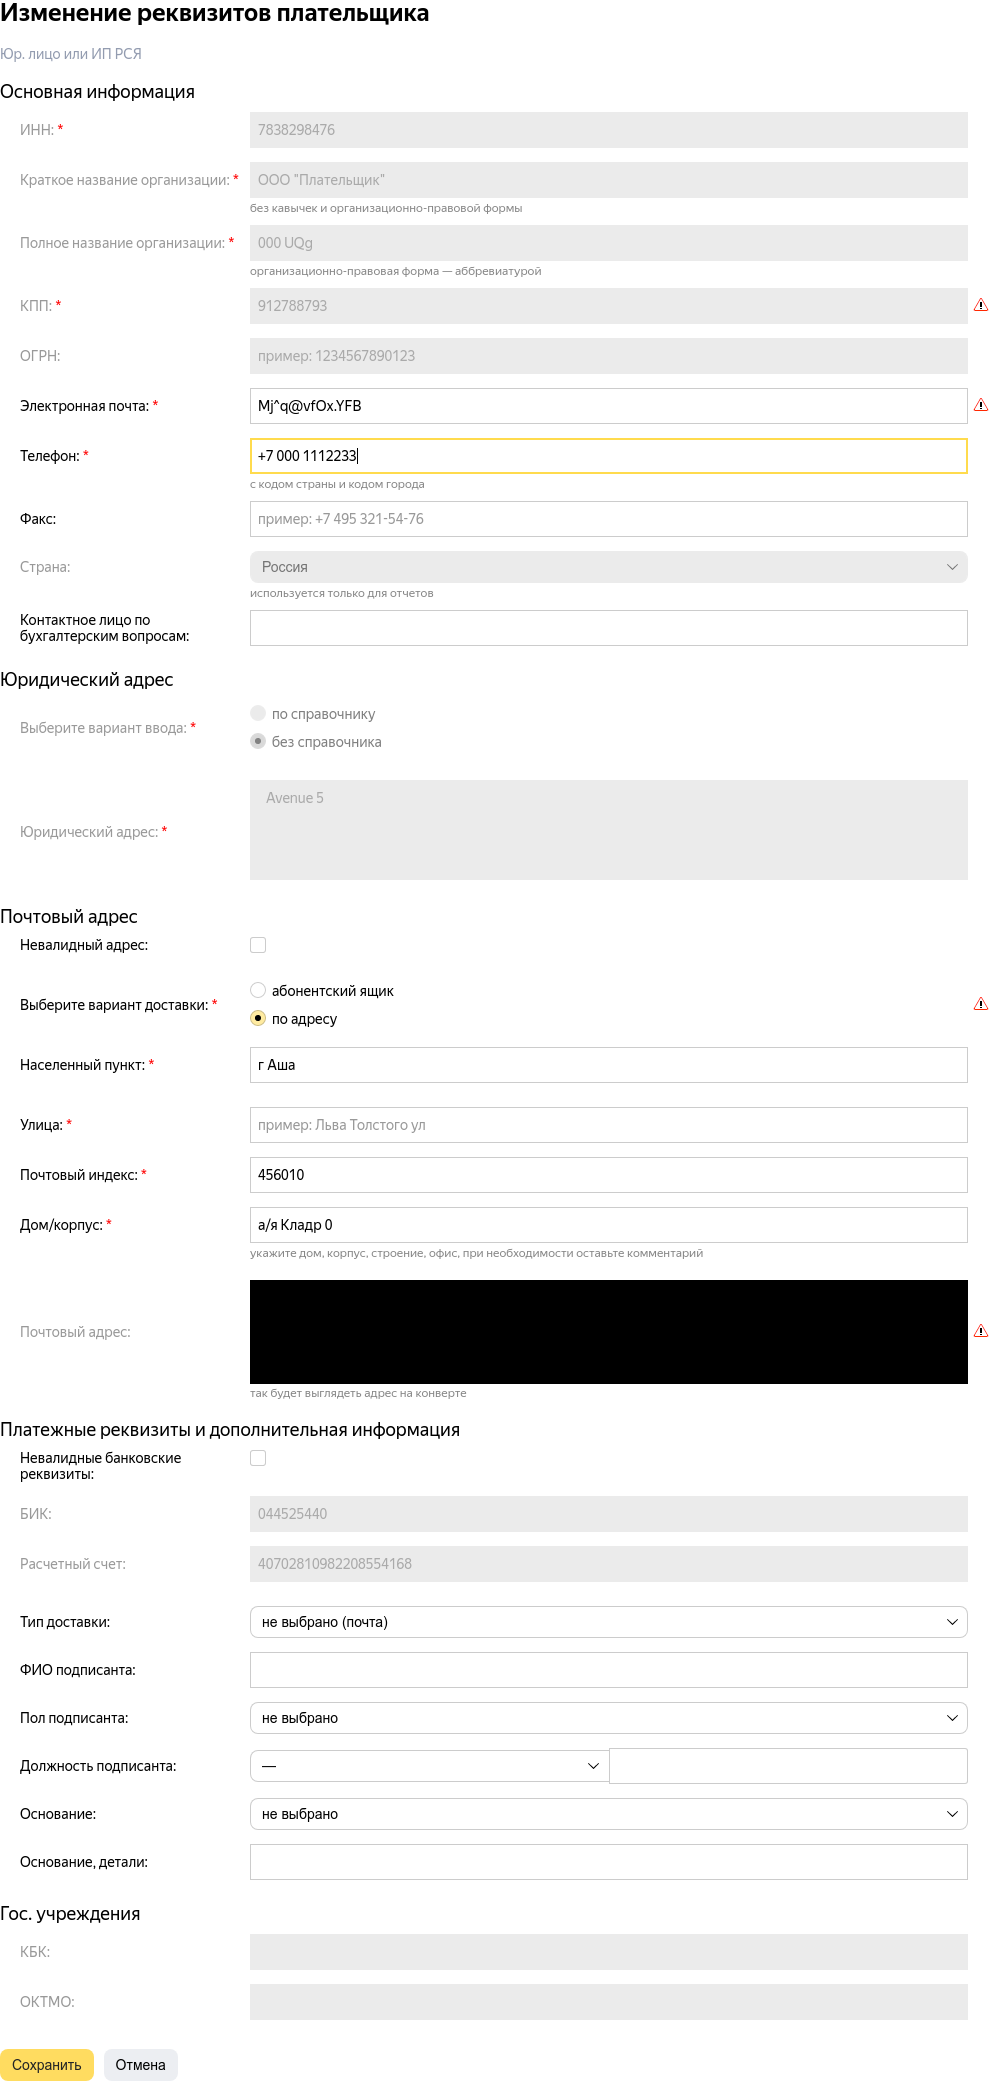 Изменение реквизитов плательщика
Юр. лицо или ИП РСЯ
Основная информация
ИНН: * 7838298476
Краткое название организации: * ООО "Плательщик"
без кавычек и организационно-правовой формы
Полное название организации: * 000 UQg
организационно-правовая форма — аббревиатурой
КПП: * 912788793
ОГРН: пример: 1234567890123
Электронная почта: * Mj^q@vfOx.YFB
Телефон: * +7 000 1112233
с кодом страны и кодом города
Факс: пример: +7 495 321-54-76
Страна: Россия
используется только для отчетов
Контактное лицо по
бухгалтерским вопросам:
Юридический адрес
по справочнику
Выберите вариант ввода: *
без справочника
Avenue 5
Юридический адрес: *
Почтовый адрес
Невалидный адрес:
абонентский ящик
Выберите вариант доставки: *
по адресу
Населенный пункт: * г Аша
Улица: * пример: Льва Толстого ул
Почтовый индекс: * 456010
Дом/корпус: * а/я Кладр 0
укажите дом, корпус, строение, офис, при необходимости оставьте комментарий
Почтовый адрес:
так будет выглядеть адрес на конверте
Платежные реквизиты и дополнительная информация
Невалидные банковские
реквизиты:
БИК: 044525440
Расчетный счет: 40702810982208554168
Тип доставки: не выбрано (почта)
ФИО подписанта:
Пол подписанта: не выбрано
Должность подписанта: —
Основание: не выбрано
Основание, детали:
Гос. учреждения
КБК:
ОКТМО:
Сохранить Отмена